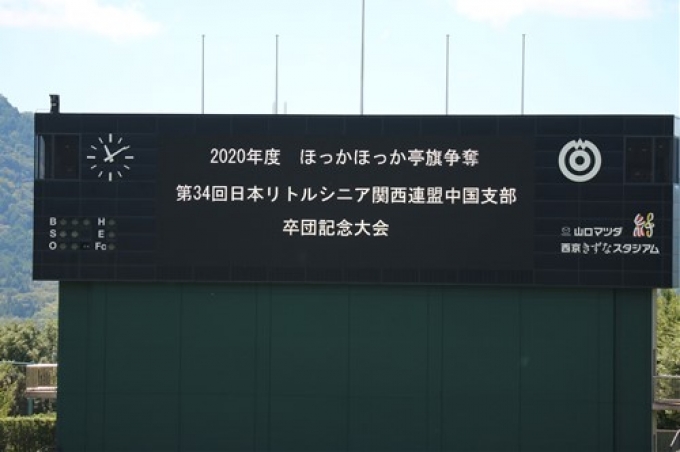 2020年度 ほっかほっか亭旗争奪
第34回日本リトルシニア関西連盟中国支部
卒団記念大会
B H
S E
O Fc
山口マツダ
西京きずなスタジアム
絆